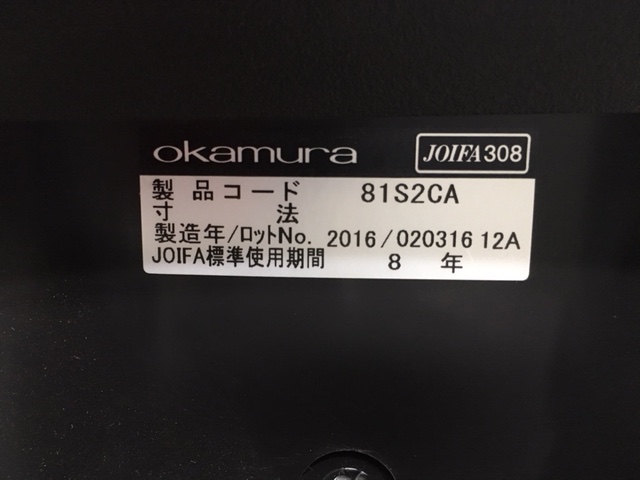 okamura JOIFA308
製品コード 81S2CA
寸法
製造年/ロットNo. 2016/020316 12A
JOIFA標準使用期間 8 年